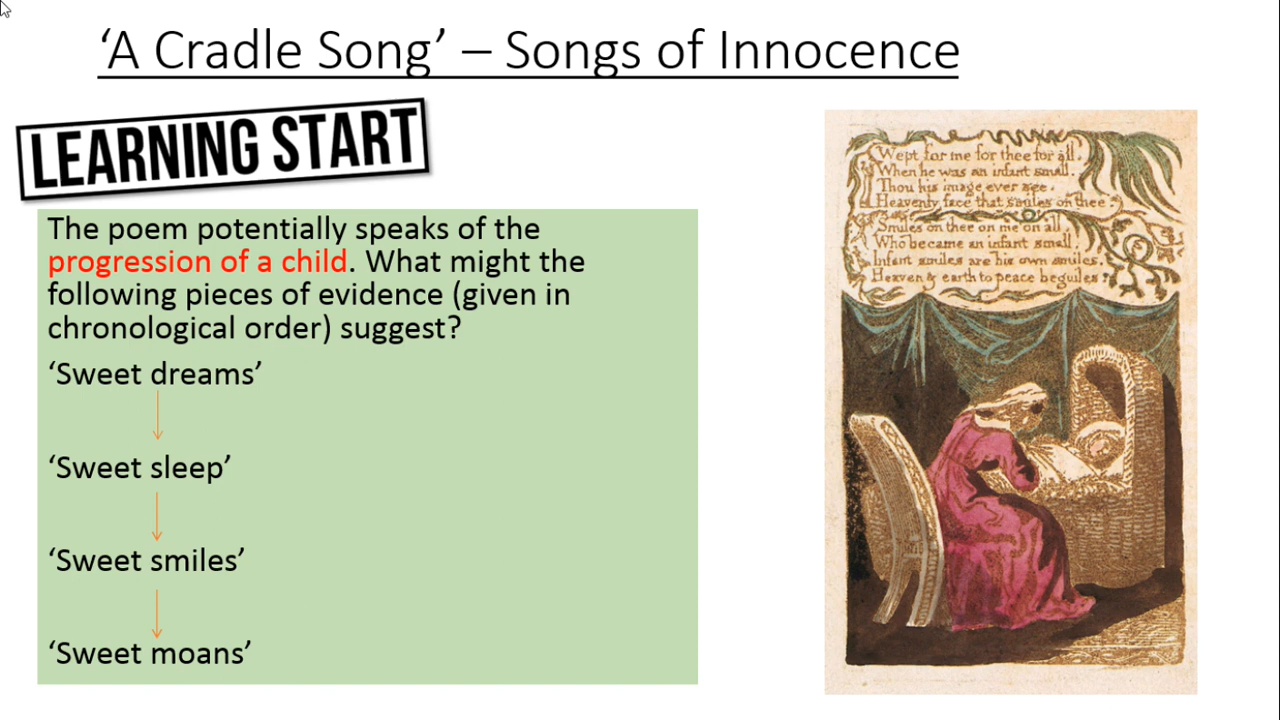 ‘A Cradle Song’ – Songs of Innocence
LEARNING START
The poem potentially speaks of the
progression of a child. What might the
following pieces of evidence (given in
chronological order) suggest?
‘Sweet dreams’
‘Sweet sleep’
‘Sweet smiles’
‘Sweet moans’
Wept for me for thee for all.
When he was an infant small.
Thou his image ever see.
Heavenly face that smiles on thee.
Smiles on thee on me on all,
Who became an infant small,
Infant smiles are his own smiles.
Heaven & earth to peace beguiles.